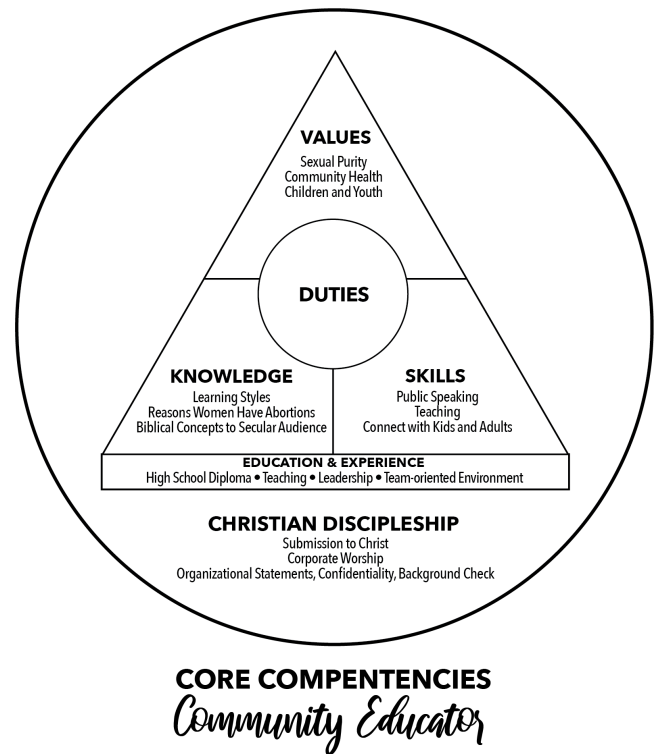 VALUES
Sexual Purity
Community Health
Children and Youth
DUTIES
KNOWLEDGE
Learning Styles
Reasons Women Have Abortions
Biblical Concepts to Secular Audience
SKILLS
Public Speaking
Teaching
Connect with Kids and Adults
EDUCATION & EXPERIENCE
High School Diploma • Teaching • Leadership • Team-oriented Environment
CHRISTIAN DISCIPLESHIP
Submission to Christ
Corporate Worship
Organizational Statements, Confidentiality, Background Check
CORE COMPENTENCIES
Community Educator